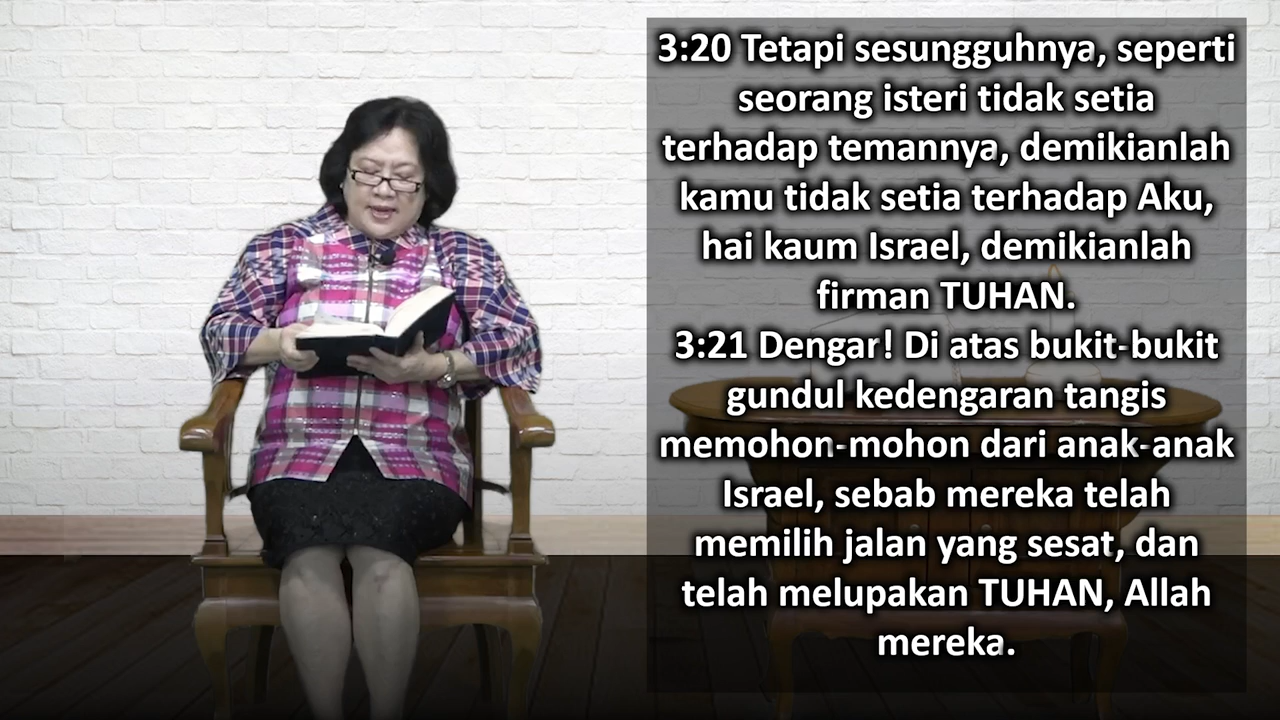 3:20 Tetapi sesungguhnya, seperti
seorang isteri tidak setia
terhadap temannya, demikianlah
kamu tidak setia terhadap Aku,
hai kaum Israel, demikianlah
firman TUHAN.
3:21 Dengar! Di atas bukit-bukit
gundul kedengaran tangis
memohon-mohon dari anak-anak
Israel, sebab mereka telah
memilih jalan yang sesat, dan
telah melupakan TUHAN, Allah
mereka.